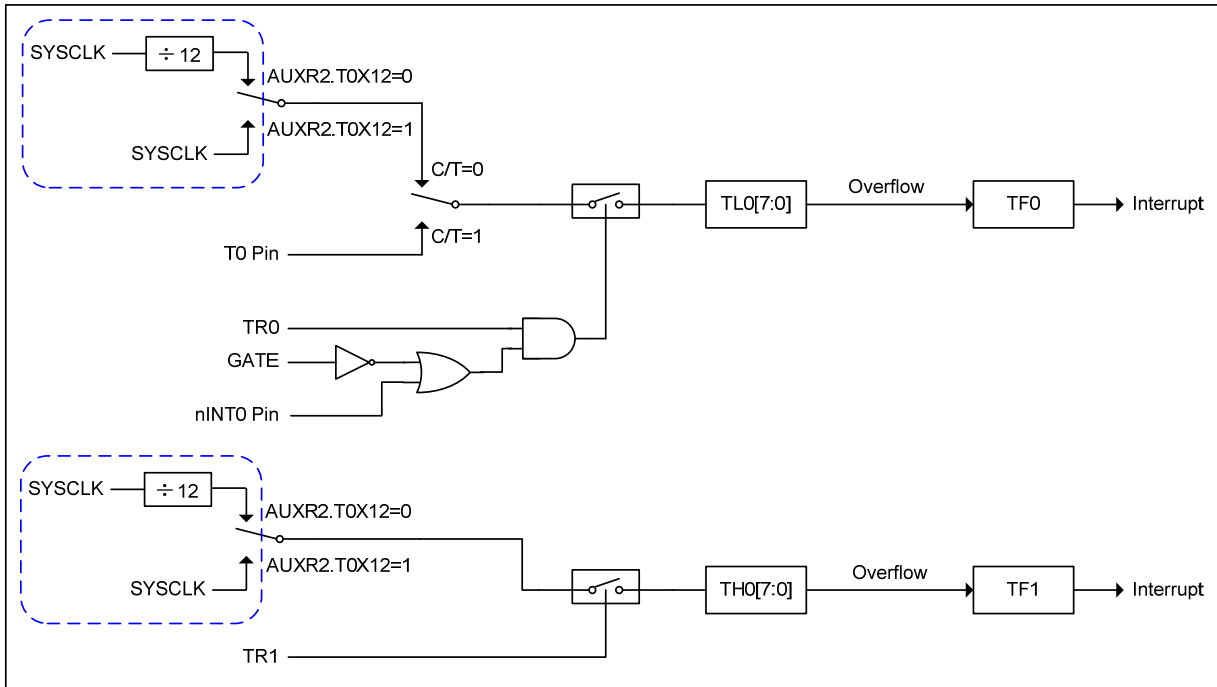 SYSCLK
÷ 12
AUXR2.T0X12=0
AUXR2.T0X12=1
SYSCLK
C/T=0
C/T=1
T0 Pin
TL0[7:0]
Overflow
TF0
Interrupt
TR0
GATE
nINT0 Pin
SYSCLK
÷ 12
AUXR2.T0X12=0
AUXR2.T0X12=1
SYSCLK
TH0[7:0]
Overflow
TF1
Interrupt
TR1